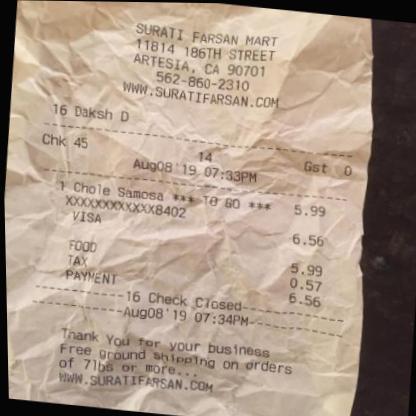 SURATI FARSAN MART
11814 186TH STREET
ARTESIA, CA 90701
562-860-2310
WWW.SURATIFARSAN.COM
16 Daksh D
Chk 45 14 Gst 0
Aug08'19 07:33PM
1 Chole Samosa *** TO GO *** 5.99
XXXXXXXXXXXX8402
VISA 6.56
FOOD 5.99
TAX 0.57
PAYMENT 6.56
---------16 Check Closed---------
---------Aug08'19 07:34PM---------
Thank You for your business
Free ground shipping on orders
of 7lbs or more...
WWW.SURATIFARSAN.COM